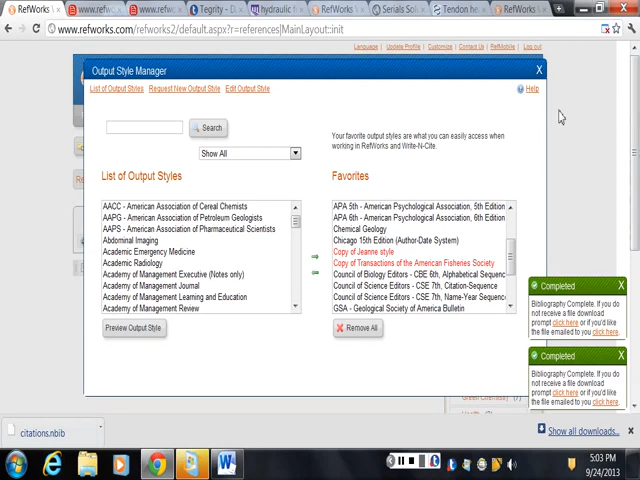 RefWorks
www.refwo
www.refwo
Tegrity - D
hydraulic f
RefWorks
Serials Solu
Tendon he
RefWorks
www.refworks.com/refworks2/default.aspx?r=references|MainLayout::init
Language | Update Profile | Customize | Contact Us | RefMobile | Log out
Output Style Manager
X
List of Output Styles Request New Output Style Edit Output Style
Help
Search
Show All
Your favorite output styles are what you can easily access when
working in RefWorks and Write-N-Cite.
List of Output Styles
AACC - American Association of Cereal Chemists
AAPG - American Association of Petroleum Geologists
AAPS - American Association of Pharmaceutical Scientists
Abdominal Imaging
Academic Emergency Medicine
Academic Radiology
Academy of Management Executive (Notes only)
Academy of Management Journal
Academy of Management Learning and Education
Academy of Management Review
Preview Output Style
Favorites
APA 5th - American Psychological Association, 5th Edition
APA 6th - American Psychological Association, 6th Edition
Chemical Geology
Chicago 15th Edition (Author-Date System)
Copy of Jeanne style
Copy of Transactions of the American Fisheries Society
Council of Biology Editors - CBE 6th, Alphabetical Sequenc
Council of Science Editors - CSE 7th, Citation-Sequence
Council of Science Editors - CSE 7th, Name-Year Sequenc
GSA - Geological Society of America Bulletin
Remove All
Completed X
Bibliography Complete. If you do
not receive a file download
prompt click here or if you'd like
the file emailed to you click here.
Completed X
Bibliography Complete. If you do
not receive a file download
prompt click here or if you'd like
the file emailed to you click here.
citations.nbib
Show all downloads...
5:03 PM
9/24/2013